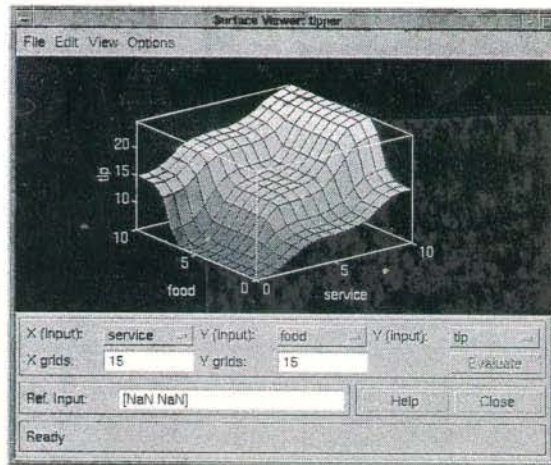 Surface Viewer: tipper
File Edit View Options
20
15
10
tip
10
5
0
food
0
5
10
service
X (input): service Y (input): food Y (input): tip
X grids: 15 Y grids: 15 Evaluate
Ref. Input: [NaN NaN] Help Close
Ready